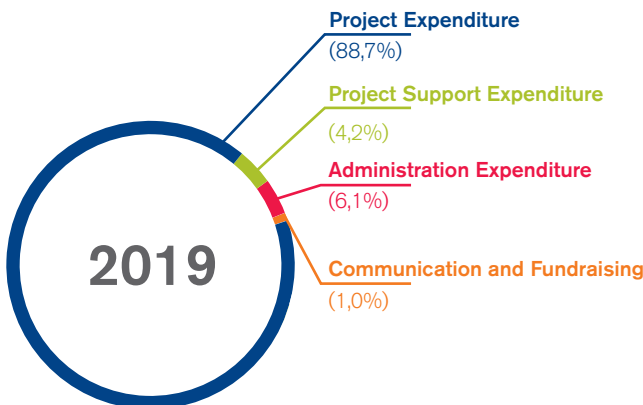 Project Expenditure
(88,7%)
Project Support Expenditure
(4,2%)
Administration Expenditure
(6,1%)
2019
Communication and Fundraising
(1,0%)